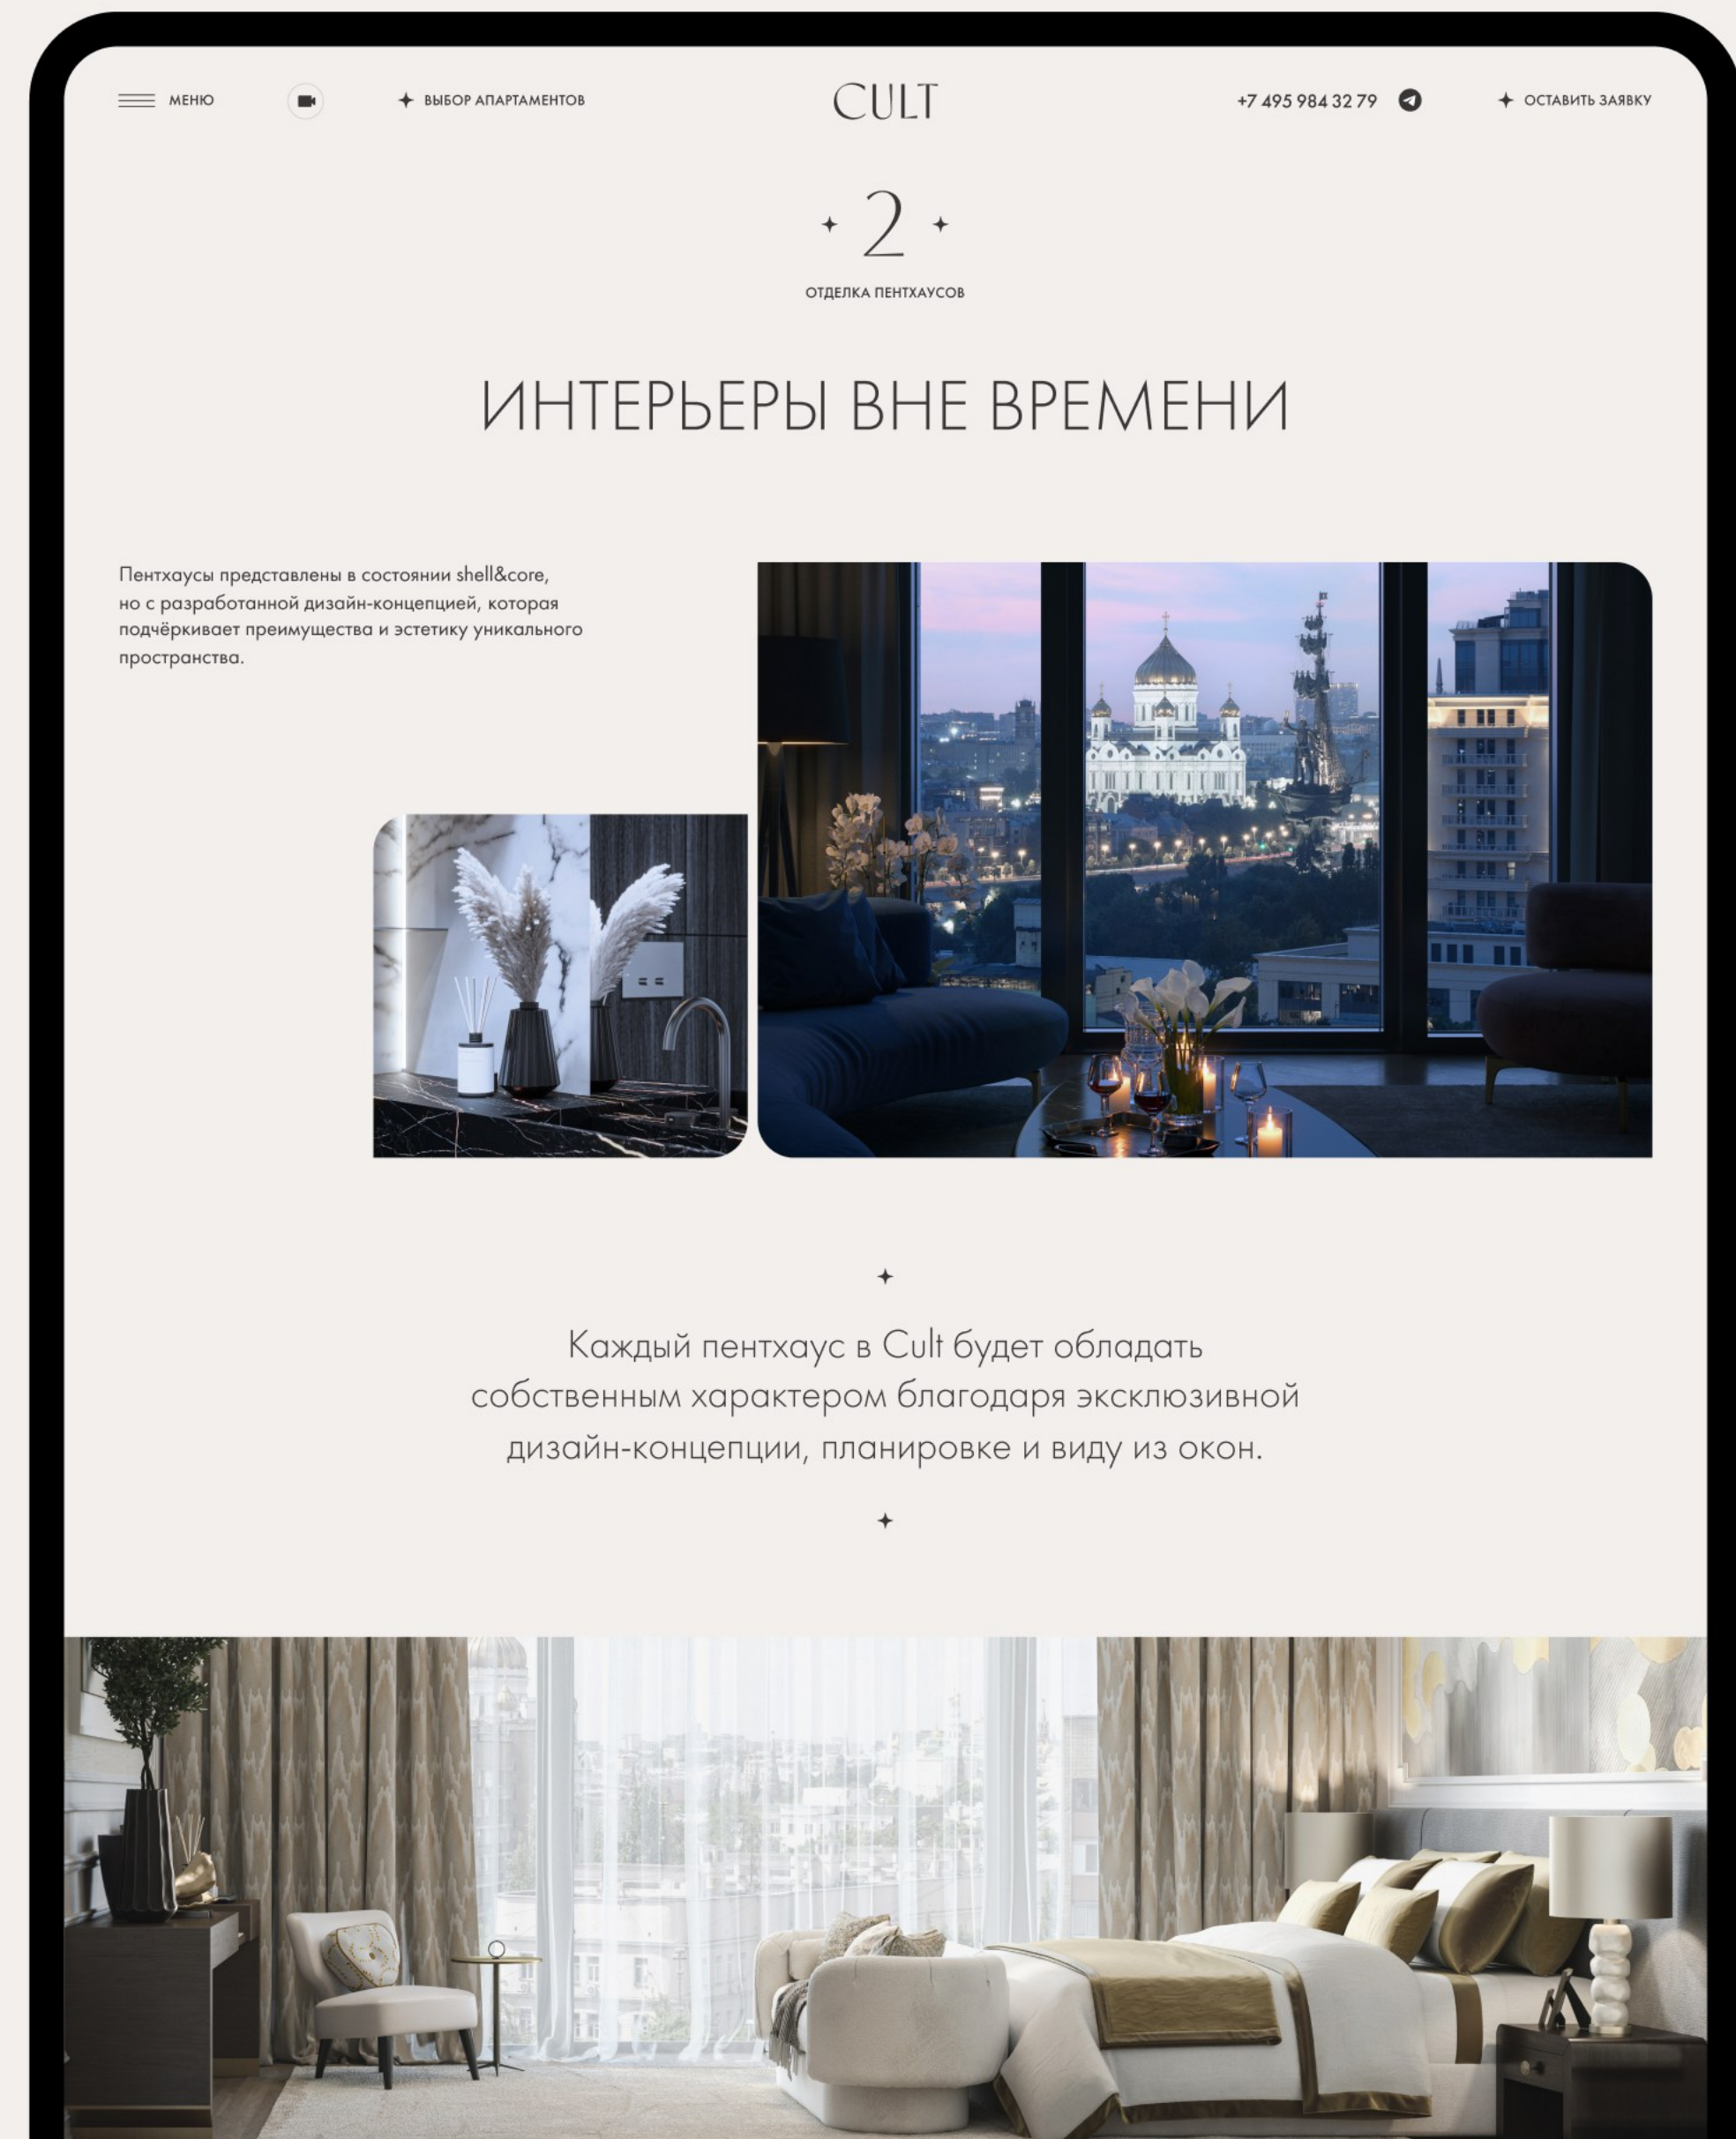 МЕНЮ
ВЫБОР АПАРТАМЕНТОВ
CULT
+7 495 984 32 79
ОСТАВИТЬ ЗАЯВКУ
2
ОТДЕЛКА ПЕНТХАУСОВ
ИНТЕРЬЕРЫ ВНЕ ВРЕМЕНИ
Пентхаусы представлены в состоянии shell&core,
но с разработанной дизайн-концепцией, которая
подчёркивает преимущества и эстетику уникального
пространства.
Каждый пентхаус в Cult будет обладать
собственным характером благодаря эксклюзивной
дизайн-концепции, планировке и виду из окон.